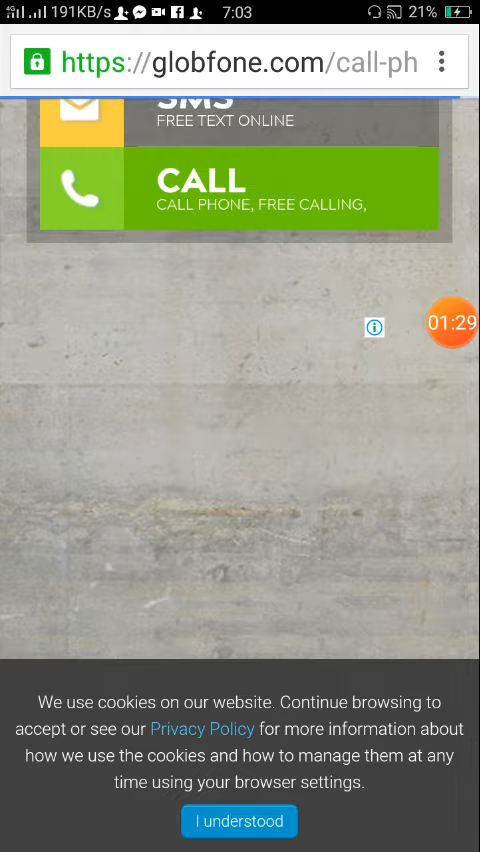 4G 191KB/s 7:03 21%
https://globfone.com/call-ph
SMS
FREE TEXT ONLINE
CALL
CALL PHONE, FREE CALLING,
01:29
We use cookies on our website. Continue browsing to
accept or see our Privacy Policy for more information about
how we use the cookies and how to manage them at any
time using your browser settings.
I understood